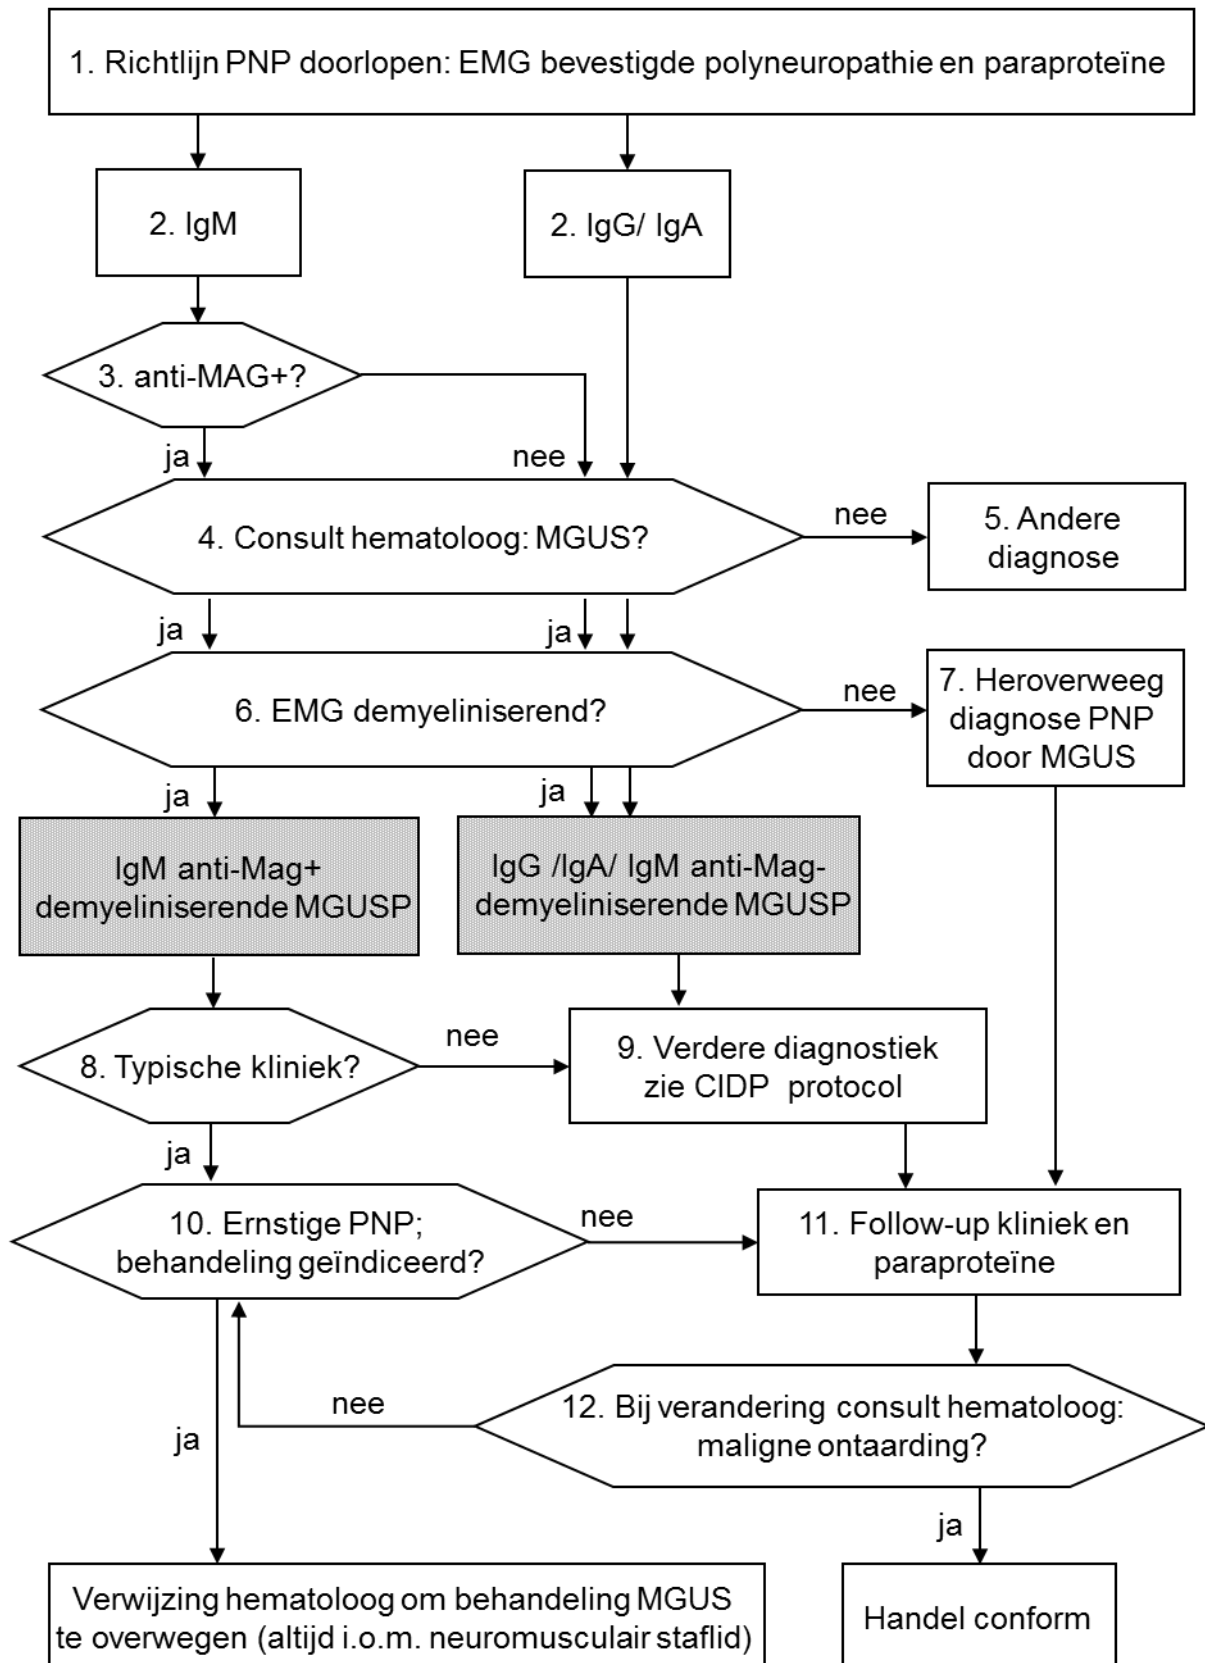 1. Richtlijn PNP doorlopen: EMG bevestigde polyneuropathie en paraproteïne
2. IgM
2. IgG/ IgA
3. anti-MAG+?
ja
nee
4. Consult hematoloog: MGUS?
nee
5. Andere
diagnose
ja
ja
6. EMG demyeliniserend?
nee
7. Heroverweeg
diagnose PNP
door MGUS
ja
ja
IgM anti-Mag+
demyeliniserende MGUSP
IgG /IgA/ IgM anti-Mag-
demyeliniserende MGUSP
8. Typische kliniek?
nee
9. Verdere diagnostiek
zie CIDP protocol
ja
10. Ernstige PNP;
behandeling geïndiceerd?
nee
11. Follow-up kliniek en
paraproteïne
nee
12. Bij verandering consult hematoloog:
maligne ontaarding?
ja
ja
Verwijzing hematoloog om behandeling MGUS
te overwegen (altijd i.o.m. neuromusculair staflid)
Handel conform